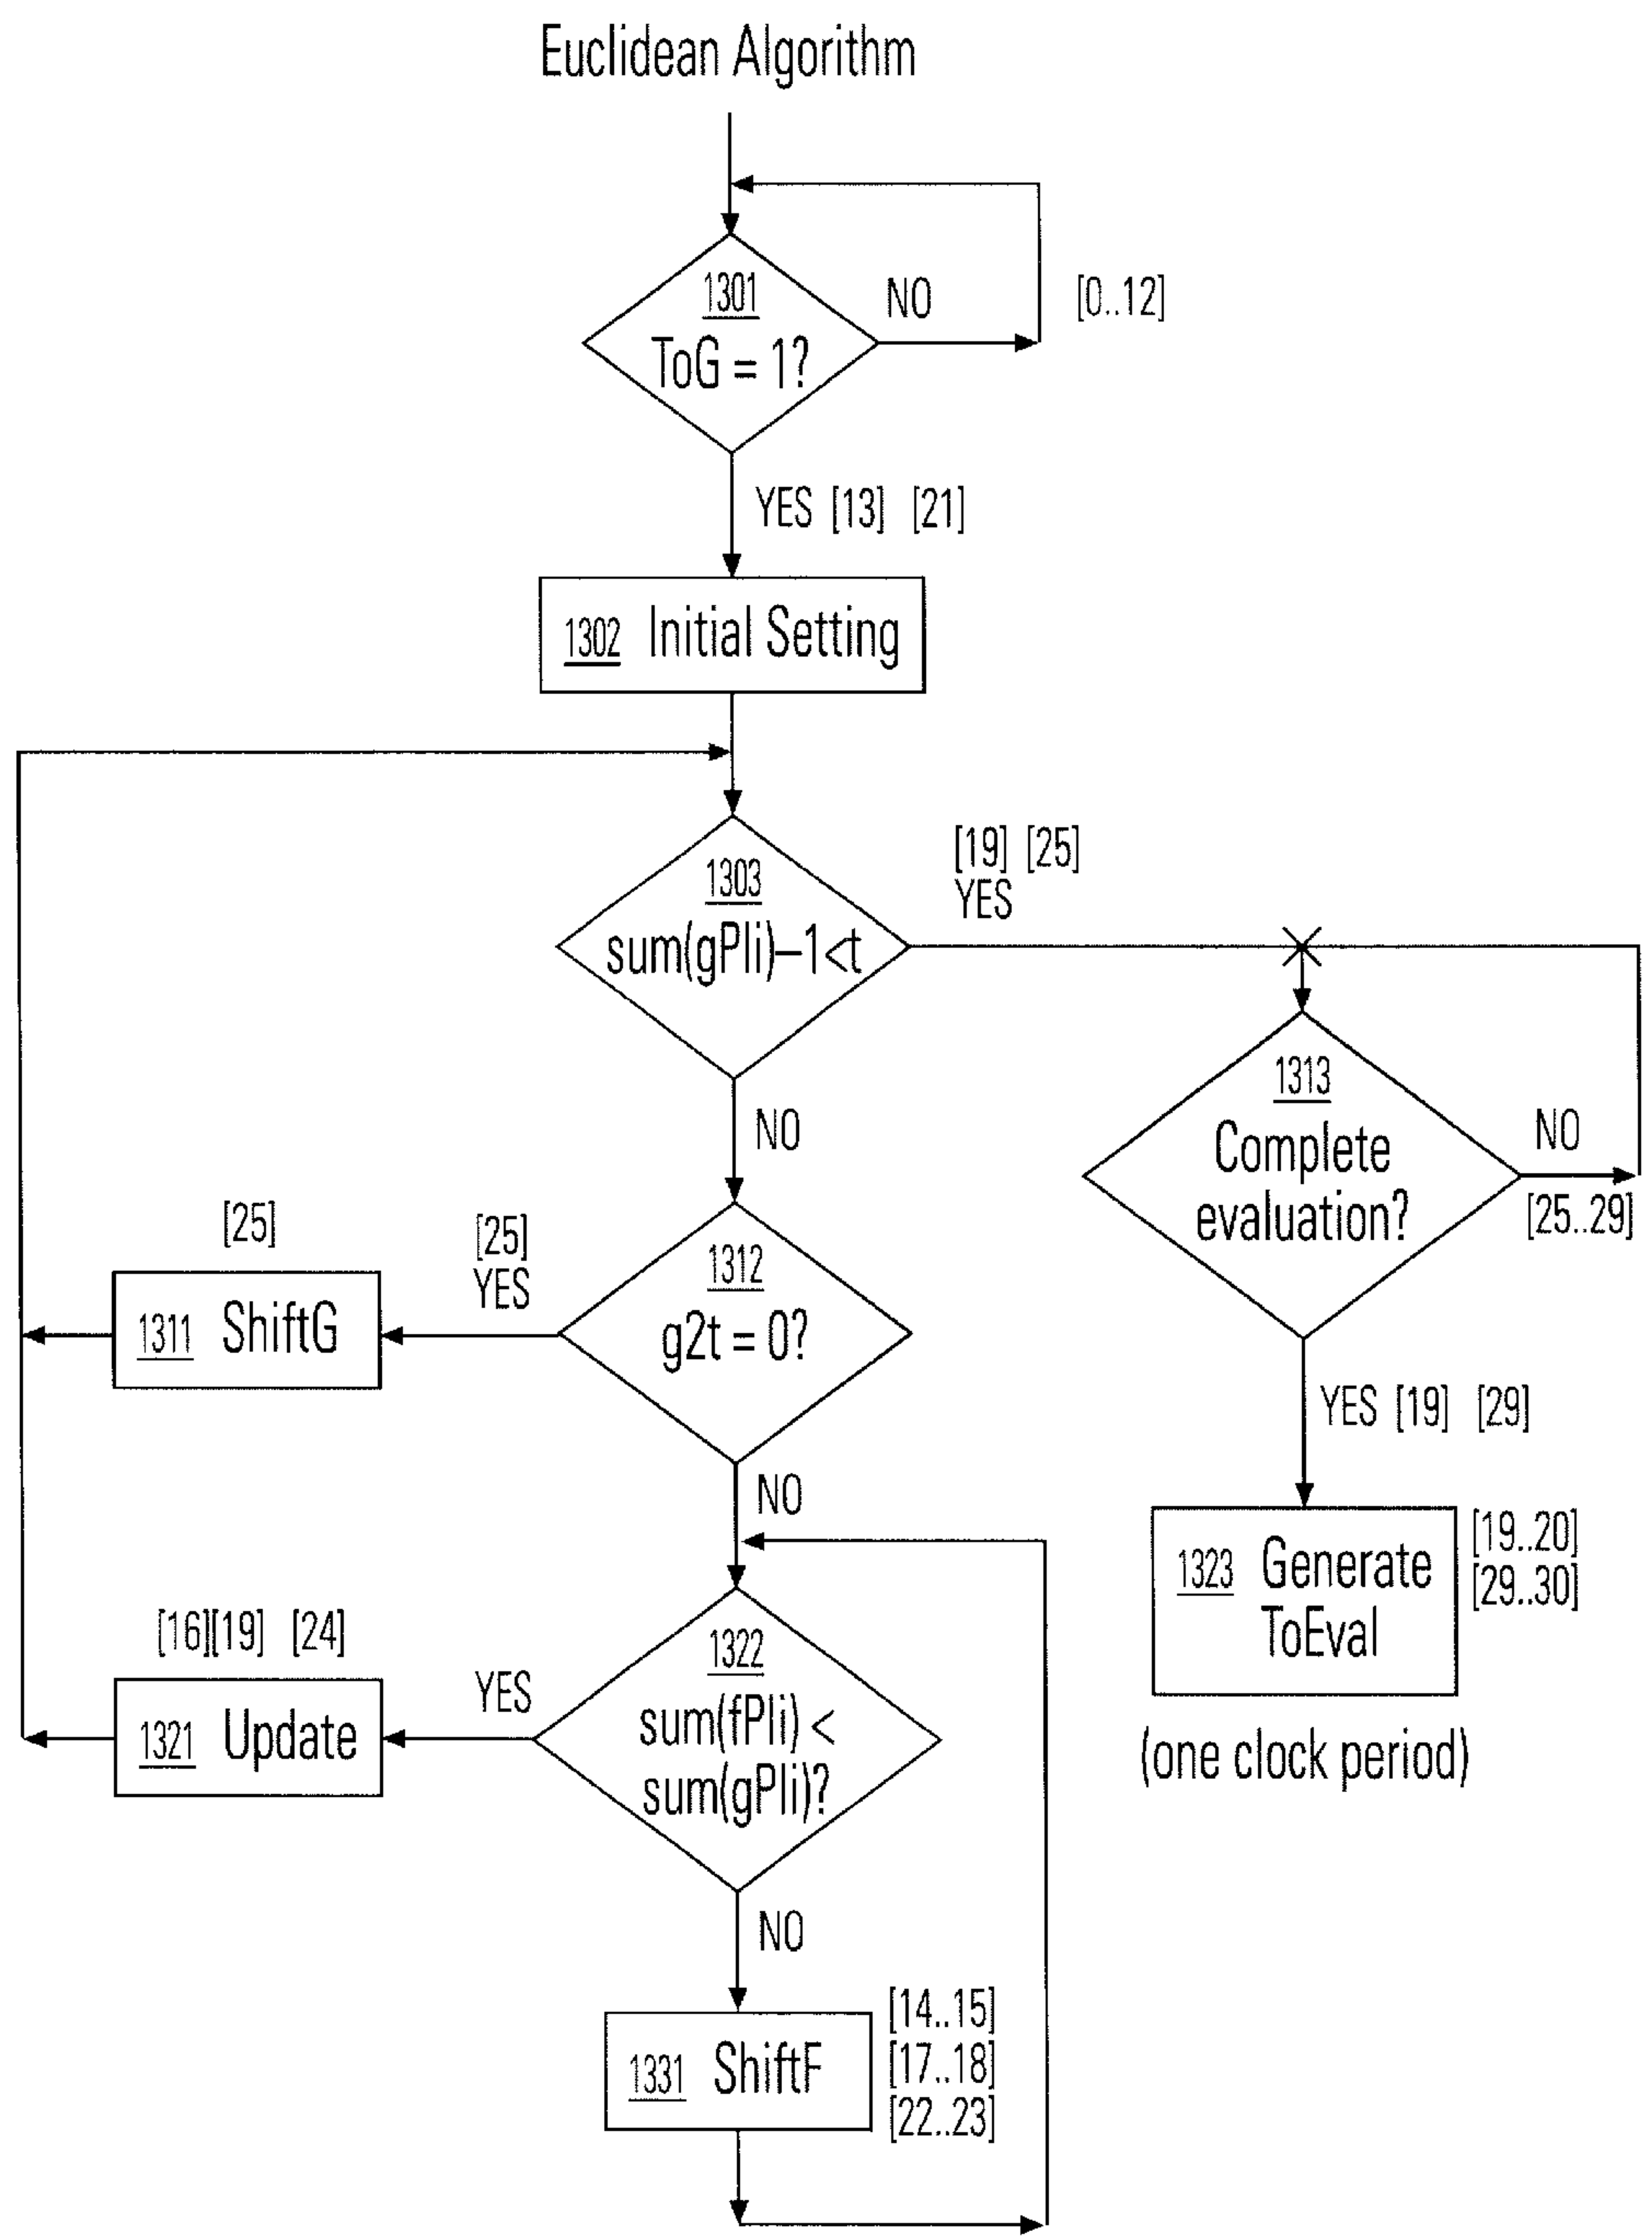 Euclidean Algorithm
1301
ToG = 1?
NO
[0..12]
YES [13] [21]
1302 Initial Setting
1303
sum(gPli)–1<t
[19] [25]
YES
NO
1313
Complete
evaluation?
NO
[25..29]
[25]
1311 ShiftG
[25]
YES
1312
g2t = 0?
YES [19] [29]
NO
1323 Generate
ToEval
[19..20]
[29..30]
(one clock period)
[16][19] [24]
1321 Update
YES
1322
sum(fPli) <
sum(gPli)?
NO
1331 ShiftF
[14..15]
[17..18]
[22..23]